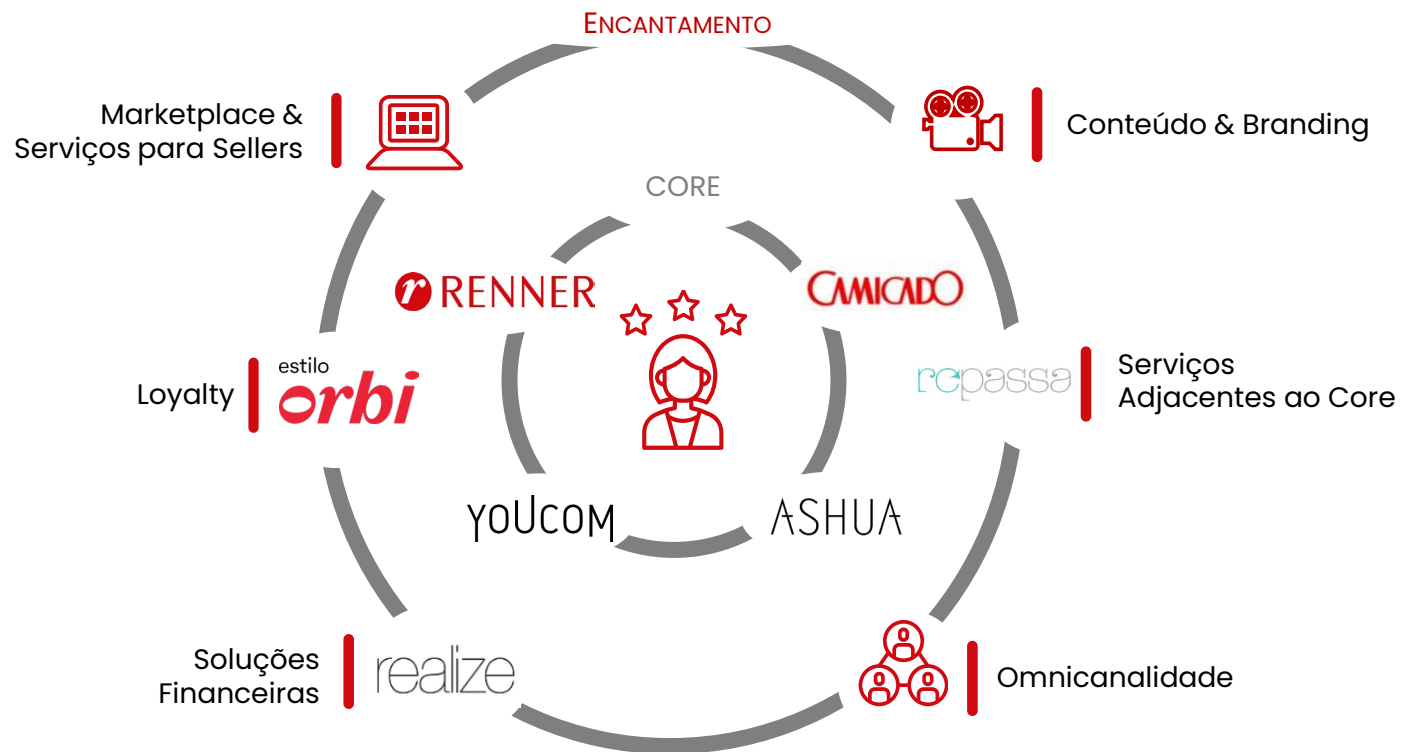 ENCANTAMENTO
Marketplace &
Serviços para Sellers
Conteúdo & Branding
CORE
RENNER
CAMICADO
Loyalty
estilo
orbi
repassa
Serviços
Adjacentes ao Core
YOUCOM
ASHUA
Soluções
Financeiras
realize
Omnicanalidade